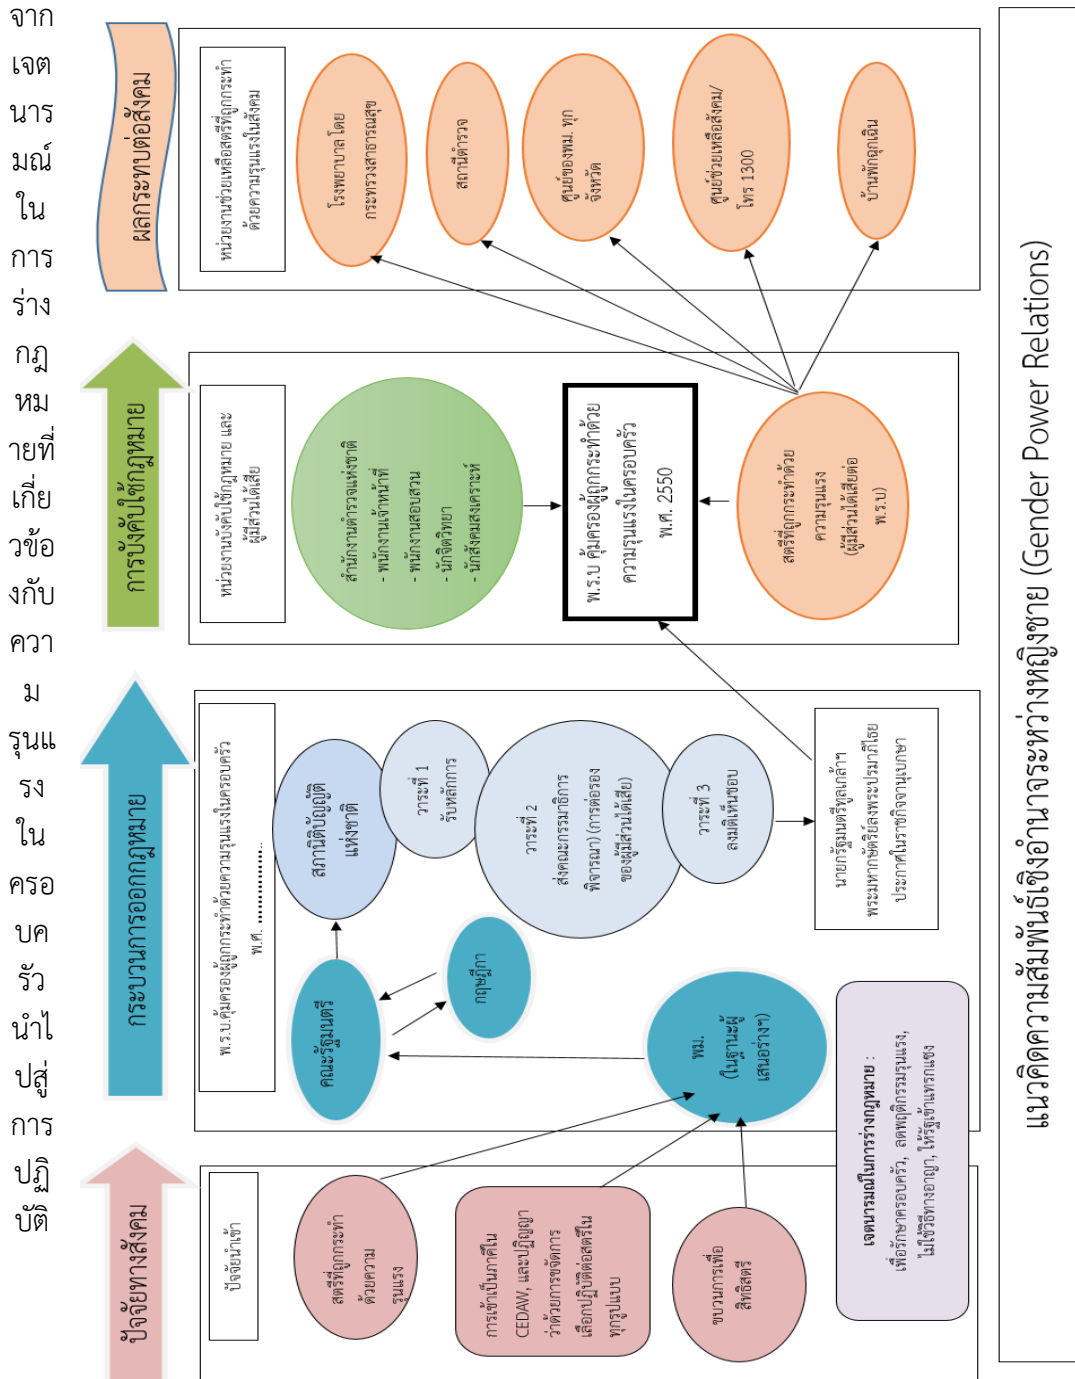 จาก
เจต
นาร
มณ์
ใน
การ
ร่าง
กฎ
หม
ายที่
เกี่ย
วข้อ
งกับ
ควา
ม
รุนแ
รง
ใน
ครอ
บค
รัว
นำไ
ปสู่
การ
ปฏิ
บัติ
ปัจจัยทางสังคม
กระบวนการออกกฎหมาย
การบังคับใช้กฎหมาย
ผลกระทบต่อสังคม
ปัจจัยนำเข้า
สตรีที่ถูกกระทำ
ด้วยความ
รุนแรง
การเข้าเป็นภาคีใน
CEDAW, และปฏิญญา
ว่าด้วยการขจัดการ
เลือกปฏิบัติต่อสตรีใน
ทุกรูปแบบ
ขบวนการเพื่อ
สิทธิสตรี
พ.ร.บ.คุ้มครองผู้ถูกกระทำด้วยความรุนแรงในครอบครัว
พ.ศ. ..................
คณะรัฐมนตรี
กฤษฎีกา
พม.
(ในฐานะผู้
เสนอร่างฯ)
สภานิติบัญญัติ
แห่งชาติ
วาระที่ 1
รับหลักการ
วาระที่ 2
ส่งคณะกรรมาธิการ
พิจารณา) (การต่อรอง
ของผู้มีส่วนได้เสีย)
วาระที่ 3
ลงมติเห็นชอบ
นายกรัฐมนตรีทูลเกล้าฯ
พระมหากษัตริย์ลงพระปรมาภิไธย
ประกาศในราชกิจจานุเบกษา
เจตนารมณ์ในการร่างกฎหมาย :
เพื่อรักษาครอบครัว, ลดพฤติกรรมรุนแรง,
ไม่ใช้วิธีทางอาญา, ให้รัฐเข้าแทรกแซง
หน่วยงานบังคับใช้กฎหมาย และ
ผู้มีส่วนได้เสีย
สำนักงานตำรวจแห่งชาติ
- พนักงานเจ้าหน้าที่
- พนักงานสอบสวน
- นักจิตวิทยา
- นักสังคมสงเคราะห์
พ.ร.บ คุ้มครองผู้ถูกกระทำด้วย
ความรุนแรงในครอบครัว
พ.ศ. 2550
สตรีที่ถูกกระทำด้วย
ความรุนแรง
(ผู้มีส่วนได้เสียต่อ
พ.ร.บ)
หน่วยงานช่วยเหลือสตรีที่ถูกกระทำ
ด้วยความรุนแรงในสังคม
โรงพยาบาล โดย
กระทรวงสาธารณสุข
สถานีตำรวจ
ศูนย์ของพม. ทุก
จังหวัด
ศูนย์ช่วยเหลือสังคม/
โทร 1300
บ้านพักฉุกเฉิน
แนวคิดความสัมพันธ์เชิงอำนาจระหว่างหญิงชาย (Gender Power Relations)